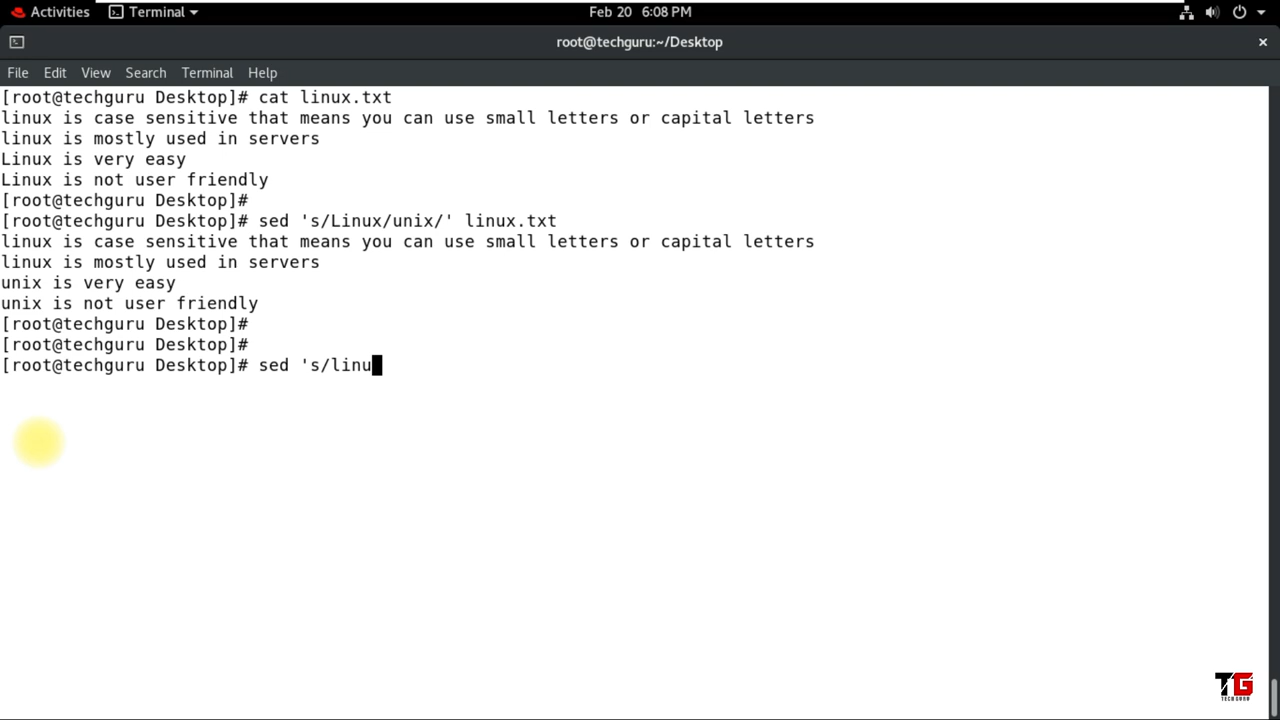 Activities Terminal Feb 20 6:08 PM
root@techguru:~/Desktop ×
File Edit View Search Terminal Help
[root@techguru Desktop]# cat linux.txt
linux is case sensitive that means you can use small letters or capital letters
linux is mostly used in servers
Linux is very easy
Linux is not user friendly
[root@techguru Desktop]#
[root@techguru Desktop]# sed 's/Linux/unix/' linux.txt
linux is case sensitive that means you can use small letters or capital letters
linux is mostly used in servers
unix is very easy
unix is not user friendly
[root@techguru Desktop]#
[root@techguru Desktop]#
[root@techguru Desktop]# sed 's/linu
TG
TECH GURU